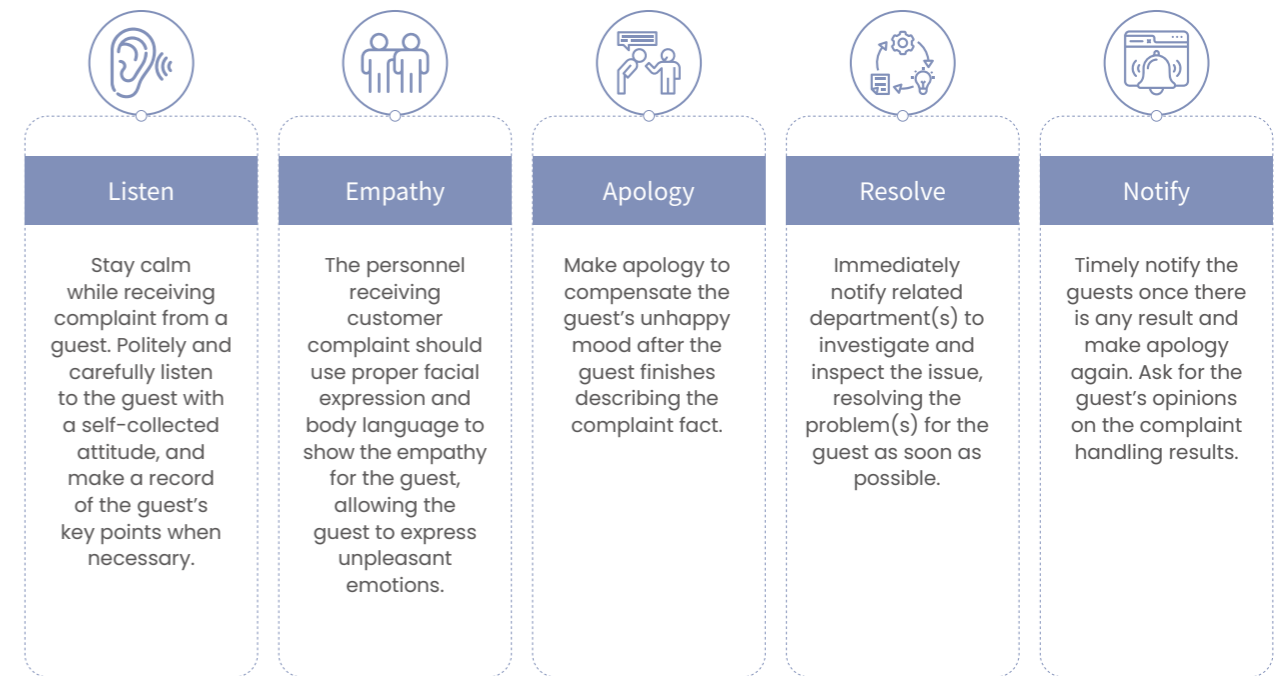 Listen
Stay calm
while receiving
complaint from a
guest. Politely and
carefully listen
to the guest with
a self-collected
attitude, and
make a record
of the guest's
key points when
necessary.
Empathy
The personnel
receiving
customer
complaint should
use proper facial
expression and
body language to
show the empathy
for the guest,
allowing the
guest to express
unpleasant
emotions.
Apology
Make apology to
compensate the
guest's unhappy
mood after the
guest finishes
describing the
complaint fact.
Resolve
Immediately
notify related
department(s) to
investigate and
inspect the issue,
resolving the
problem(s) for the
guest as soon as
possible.
Notify
Timely notify the
guests once there
is any result and
make apology
again. Ask for the
guest's opinions
on the complaint
handling results.